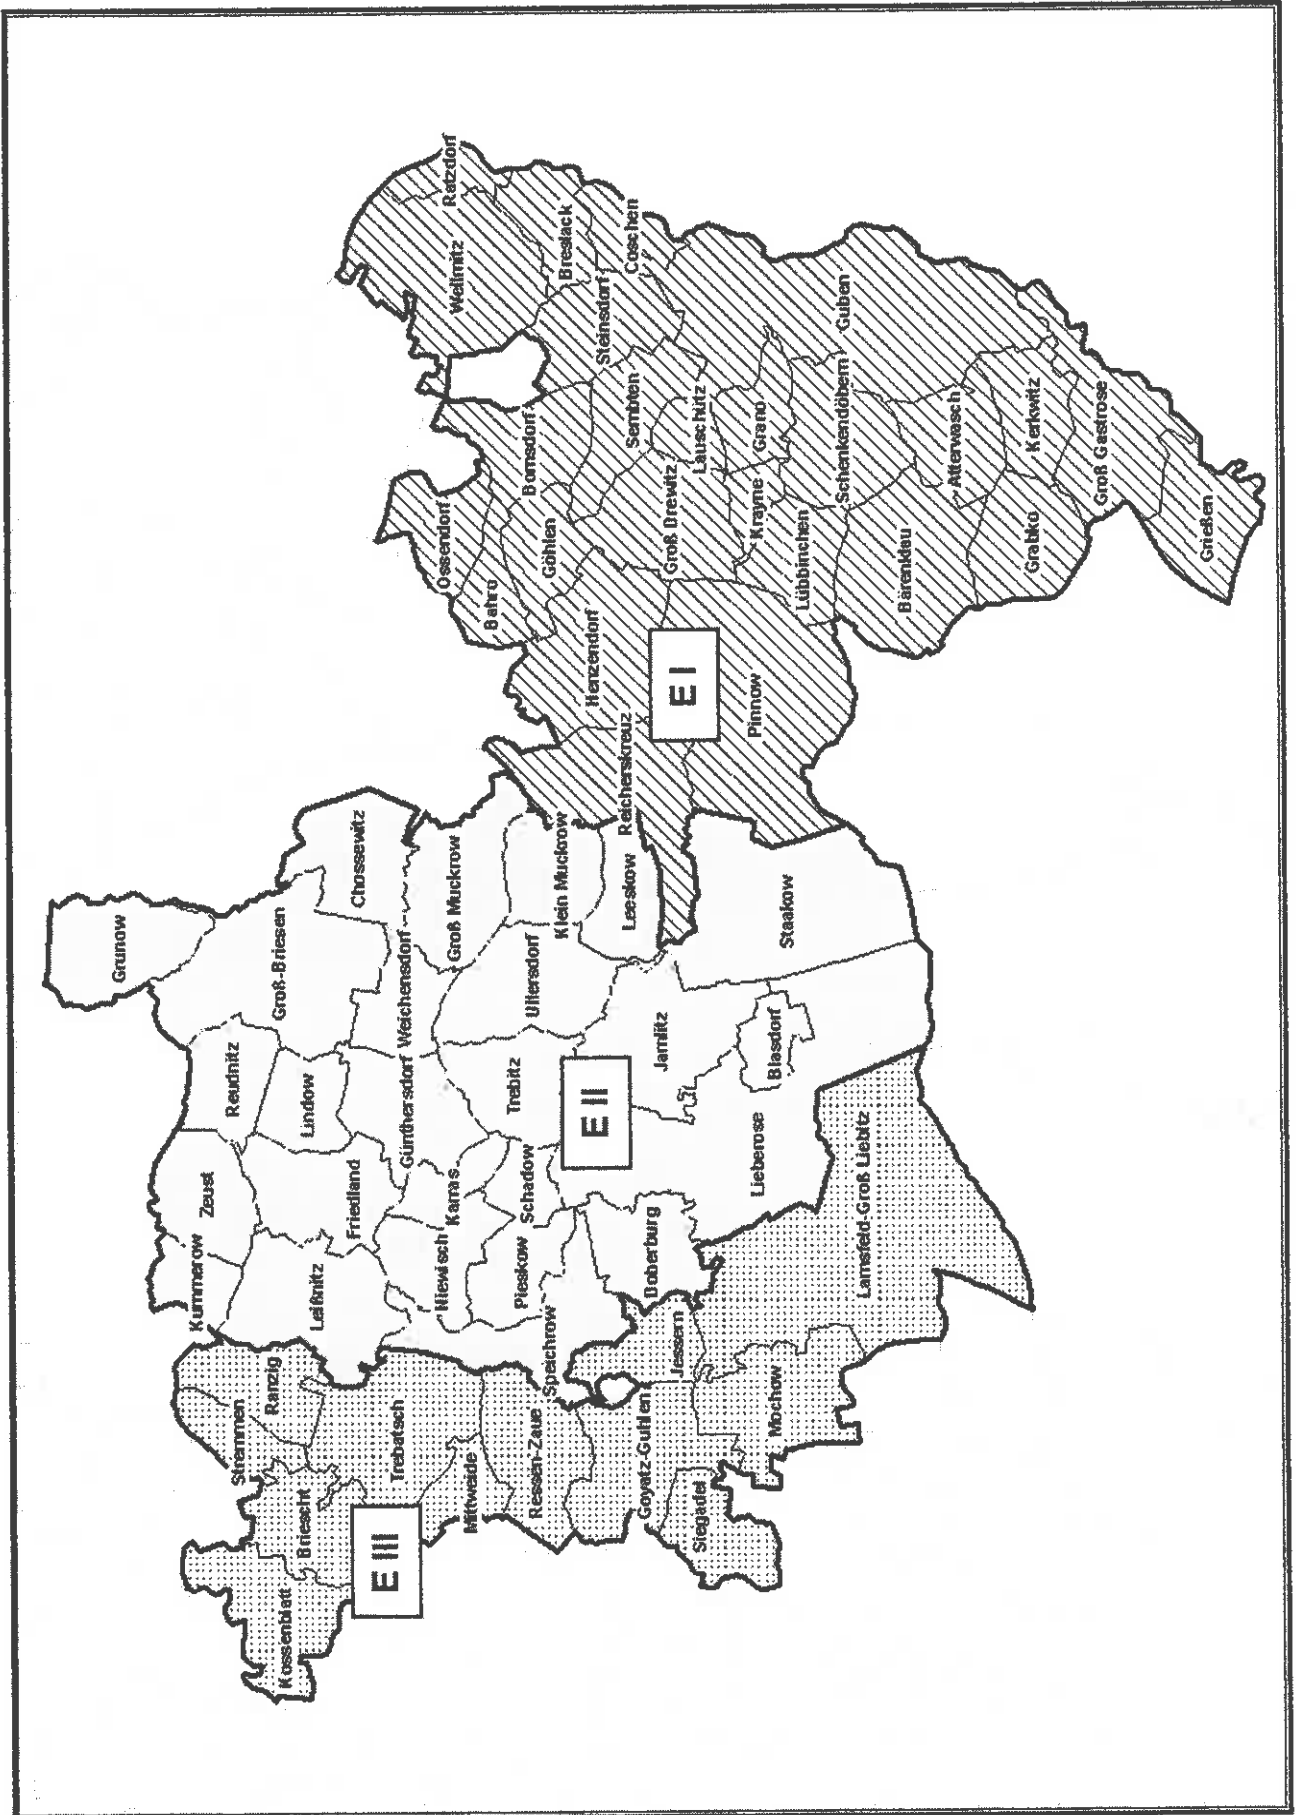 Grunow
Chossewitz
Groß-Briesen
Reudnitz
Zeust
Kummerow
Lindow
Weichensdorf
Groß Muckrow
Günthersdorf
Friedland
Leißnitz
Ullersdorf
Klein Muckrow
Leeskow
Trebitz
Karras
Niewisch
Schadow
Pieskow
Speichrow
E II
Jamlitz
Staakow
Blasdorf
Lieberose
Doberburg
Ranzig
Stremmen
Trebatsch
Briescht
Kossenblatt
E III
Mittweide
Ressen-Zaue
Goyatz-Guhlen
Siegadel
Jessern
Mochow
Lamsfeld-Groß Liebitz
Ratzdorf
Wellmitz
Breslack
Coschen
Steinsdorf
Bomsdorf
Ossendorf
Bahro
Göhlen
Sembten
Lauschütz
Groß Drewitz
Grano
Krayne
Henzendorf
Reicherskreuz
E I
Pinnow
Lübbinchen
Schenkendöbern
Guben
Bärenklau
Atterwasch
Kerkwitz
Grabko
Groß Gastrose
Grießen